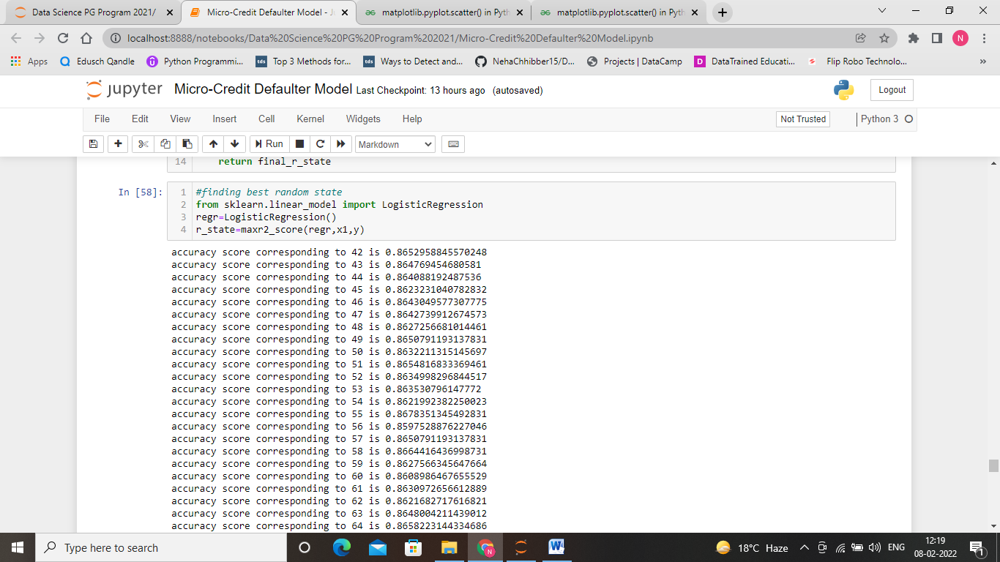 Data Science PG Program 2021/
Micro-Credit Defaulter Model - Ju
matplotlib.pyplot.scatter() in Pyth
matplotlib.pyplot.scatter() in Pyth
localhost:8888/notebooks/Data%20Science%20PG%20Program%202021/Micro-Credit%20Defaulter%20Model.ipynb
N
Apps
Edusch Qandle
Python Programmi...
tds
Top 3 Methods for...
tds
Ways to Detect and...
NehaChhibber15/D...
Projects | DataCamp
D
DataTrained Educati...
Flip Robo Technolo...
»
jupyter Micro-Credit Defaulter Model Last Checkpoint: 13 hours ago (autosaved)
Logout
File Edit View Insert Cell Kernel Widgets Help
Not Trusted
Python 3
Run
Markdown
14 return final_r_state
In [58]:
1 #finding best random state
2 from sklearn.linear_model import LogisticRegression
3 regr=LogisticRegression()
4 r_state=maxr2_score(regr,x1,y)
accuracy score corresponding to 42 is 0.8652958845570248
accuracy score corresponding to 43 is 0.864769454680581
accuracy score corresponding to 44 is 0.864088192487536
accuracy score corresponding to 45 is 0.8623231040782832
accuracy score corresponding to 46 is 0.8643049577307775
accuracy score corresponding to 47 is 0.8642739912674573
accuracy score corresponding to 48 is 0.8627256681014461
accuracy score corresponding to 49 is 0.8650791193137831
accuracy score corresponding to 50 is 0.8632211315145697
accuracy score corresponding to 51 is 0.8654816833369461
accuracy score corresponding to 52 is 0.8634998296844517
accuracy score corresponding to 53 is 0.863530796147772
accuracy score corresponding to 54 is 0.8621992382250023
accuracy score corresponding to 55 is 0.8678351345492831
accuracy score corresponding to 56 is 0.8597528876227046
accuracy score corresponding to 57 is 0.8650791193137831
accuracy score corresponding to 58 is 0.8664416436998731
accuracy score corresponding to 59 is 0.8627566345647664
accuracy score corresponding to 60 is 0.8608986467655529
accuracy score corresponding to 61 is 0.8630972656612889
accuracy score corresponding to 62 is 0.8621682717616821
accuracy score corresponding to 63 is 0.8648004211439012
accuracy score corresponding to 64 is 0.8658223144334686
Type here to search
N
W
18°C Haze
ENG
12:19
08-02-2022
1